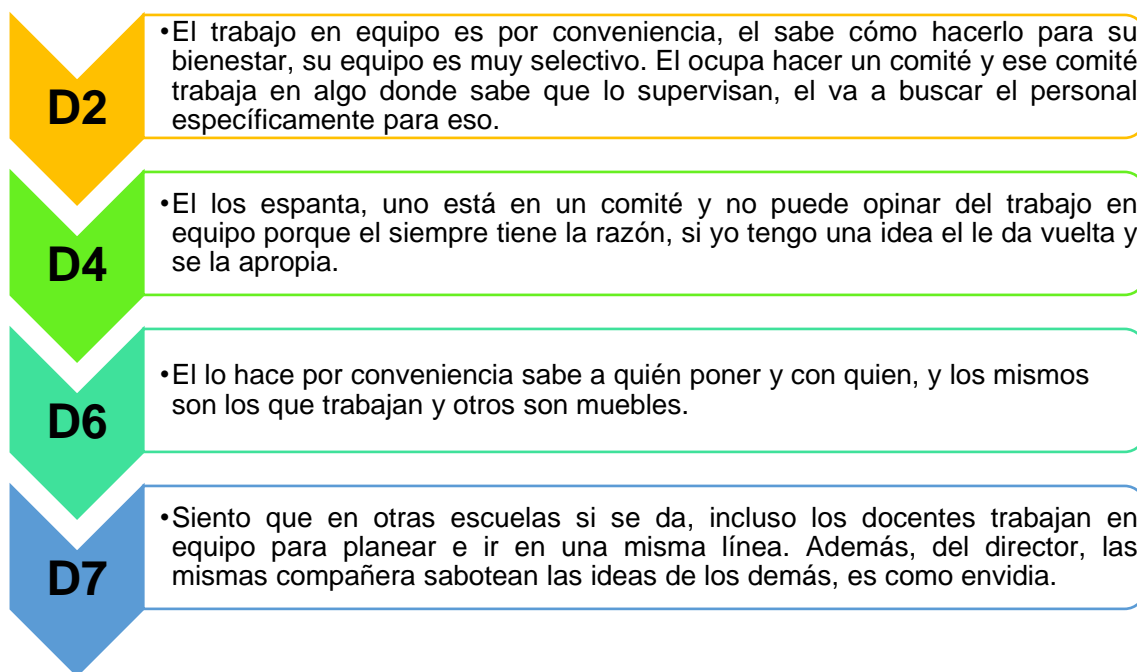 D2
•El trabajo en equipo es por conveniencia, el sabe cómo hacerlo para su
bienestar, su equipo es muy selectivo. El ocupa hacer un comité y ese comité
trabaja en algo donde sabe que lo supervisan, el va a buscar el personal
específicamente para eso.
D4
•El los espanta, uno está en un comité y no puede opinar del trabajo en
equipo porque el siempre tiene la razón, si yo tengo una idea el le da vuelta y
se la apropia.
D6
•El lo hace por conveniencia sabe a quién poner y con quien, y los mismos
son los que trabajan y otros son muebles.
D7
•Siento que en otras escuelas si se da, incluso los docentes trabajan en
equipo para planear e ir en una misma línea. Además, del director, las
mismas compañera sabotean las ideas de los demás, es como envidia.